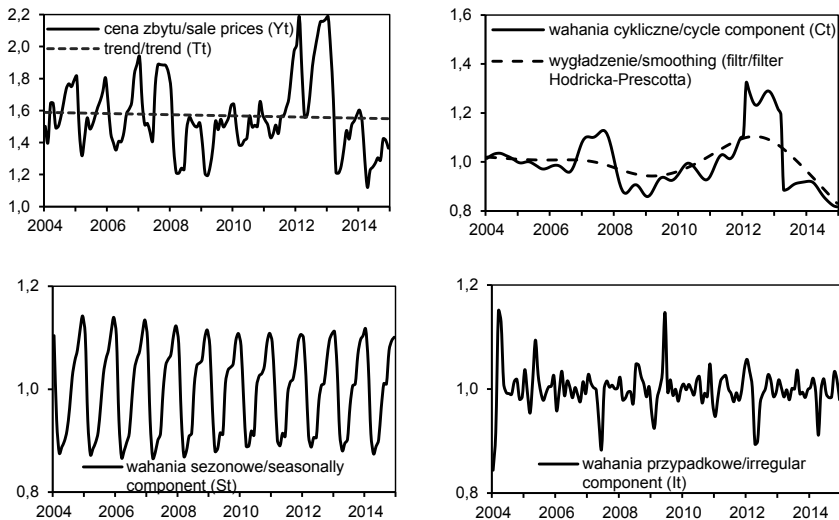 2,2
2,0
1,8
1,6
1,4
1,2
1,0
cena zbytu/sale prices (Yt)
trend/trend (Tt)
2004 2006 2008 2010 2012 2014
1,6
1,4
1,2
1,0
0,8
wahania cykliczne/cycle component (Ct)
wygładzenie/smoothing (filtr/filter
Hodricka-Prescotta)
2004 2006 2008 2010 2012 2014
1,2
1,0
0,8
wahania sezonowe/seasonally
component (St)
2004 2006 2008 2010 2012 2014
1,2
1,0
0,8
wahania przypadkowe/irregular
component (It)
2004 2006 2008 2010 2012 2014